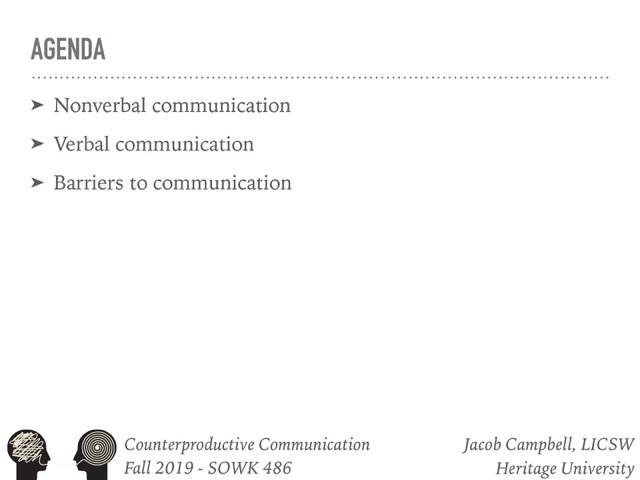 AGENDA
➤ Nonverbal communication
➤ Verbal communication
➤ Barriers to communication
Counterproductive Communication
Fall 2019 - SOWK 486
Jacob Campbell, LICSW
Heritage University